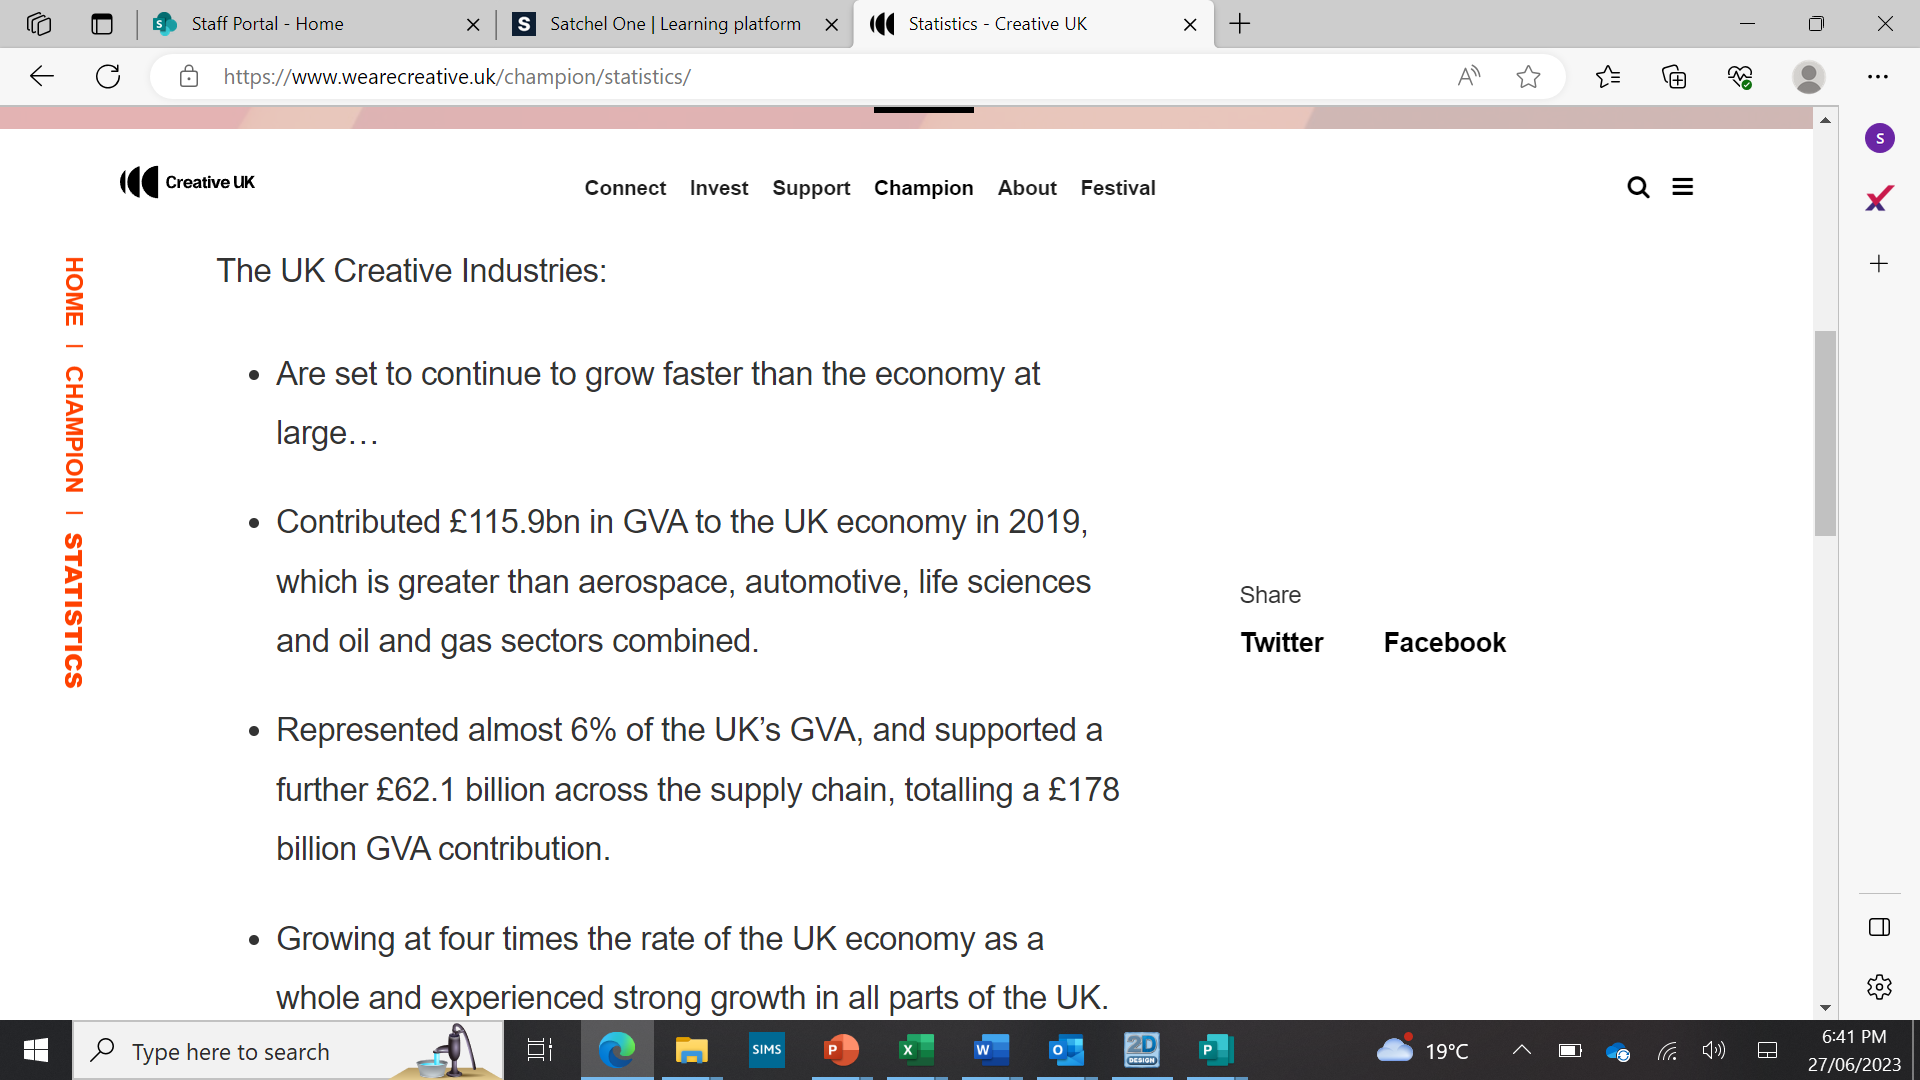 Staff Portal - Home
Satchel One | Learning platform
Statistics - Creative UK
https://www.wearecreative.uk/champion/statistics/
Creative UK
Connect Invest Support Champion About Festival
HOME | CHAMPION | STATISTICS
The UK Creative Industries:
• Are set to continue to grow faster than the economy at
large…
• Contributed £115.9bn in GVA to the UK economy in 2019,
which is greater than aerospace, automotive, life sciences
and oil and gas sectors combined.
• Represented almost 6% of the UK’s GVA, and supported a
further £62.1 billion across the supply chain, totalling a £178
billion GVA contribution.
• Growing at four times the rate of the UK economy as a
whole and experienced strong growth in all parts of the UK.
Share
Twitter Facebook
S
Type here to search
SIMS
2D
DESIGN
19°C
6:41 PM
27/06/2023